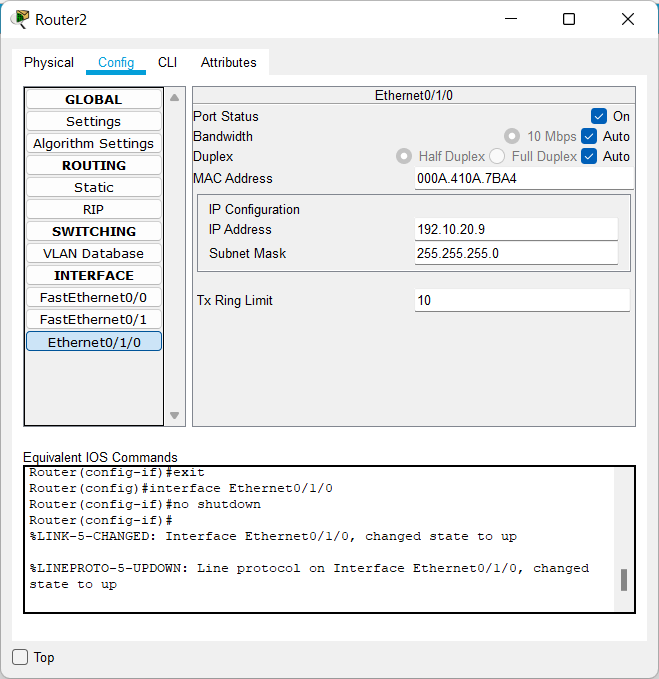 Router2
Physical Config CLI Attributes
GLOBAL
Settings
Algorithm Settings
ROUTING
Static
RIP
SWITCHING
VLAN Database
INTERFACE
FastEthernet0/0
FastEthernet0/1
Ethernet0/1/0
Ethernet0/1/0
Port Status On
Bandwidth 10 Mbps Auto
Duplex Half Duplex Full Duplex Auto
MAC Address 000A.410A.7BA4
IP Configuration
IP Address 192.10.20.9
Subnet Mask 255.255.255.0
Tx Ring Limit 10
Equivalent IOS Commands
Router(config-if)#exit
Router(config)#interface Ethernet0/1/0
Router(config-if)#no shutdown
Router(config-if)#
%LINK-5-CHANGED: Interface Ethernet0/1/0, changed state to up
%LINEPROTO-5-UPDOWN: Line protocol on Interface Ethernet0/1/0, changed
state to up
Top